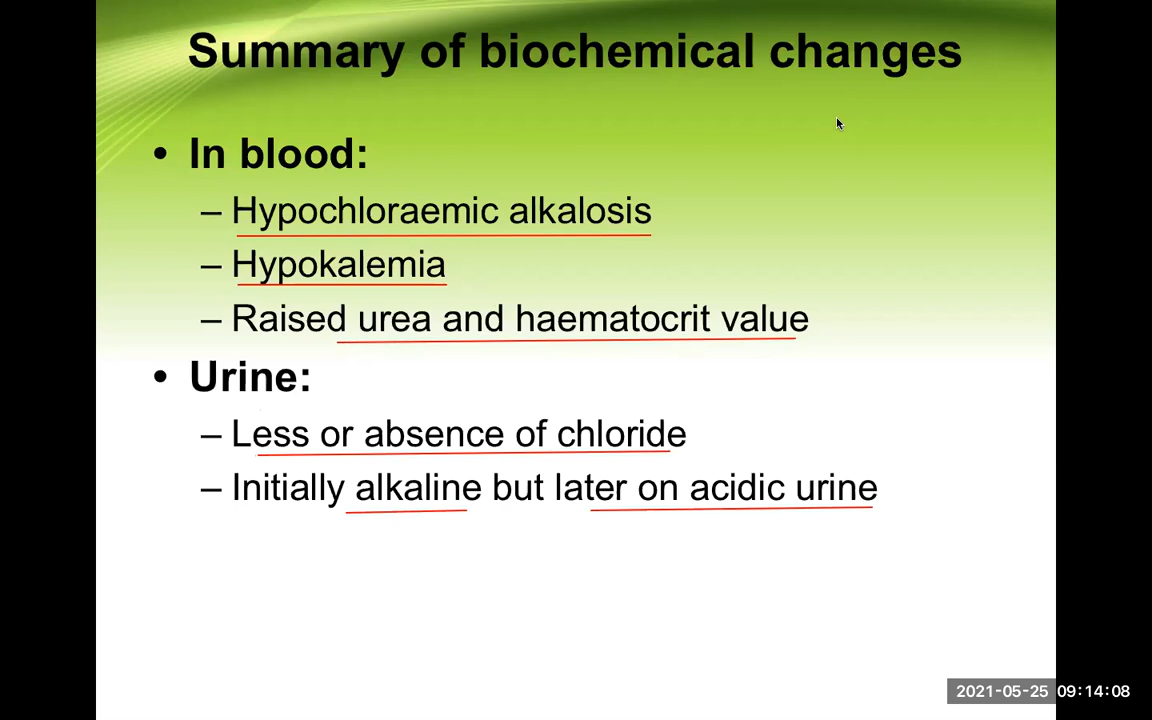 Summary of biochemical changes
• In blood:
– Hypochloraemic alkalosis
– Hypokalemia
– Raised urea and haematocrit value
• Urine:
– Less or absence of chloride
– Initially alkaline but later on acidic urine
2021-05-25 09:14:08